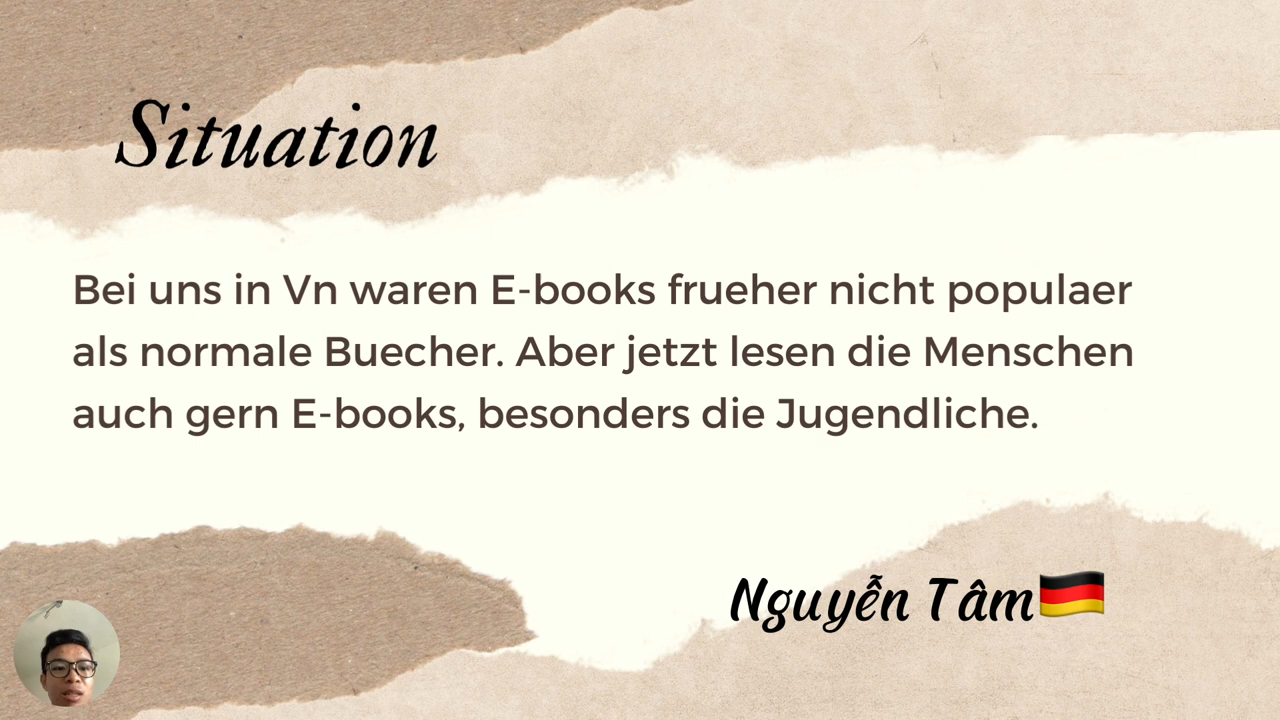 Situation
Bei uns in Vn waren E-books frueher nicht populaer
als normale Buecher. Aber jetzt lesen die Menschen
auch gern E-books, besonders die Jugendliche.
Nguyễn Tâm🇩🇪